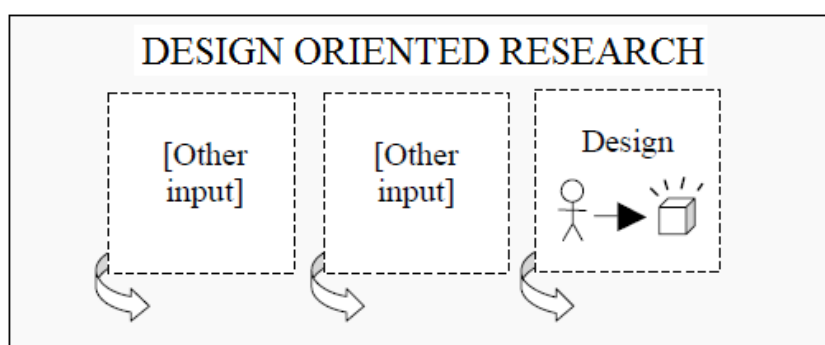 DESIGN ORIENTED RESEARCH
[Other
input]
[Other
input]
Design